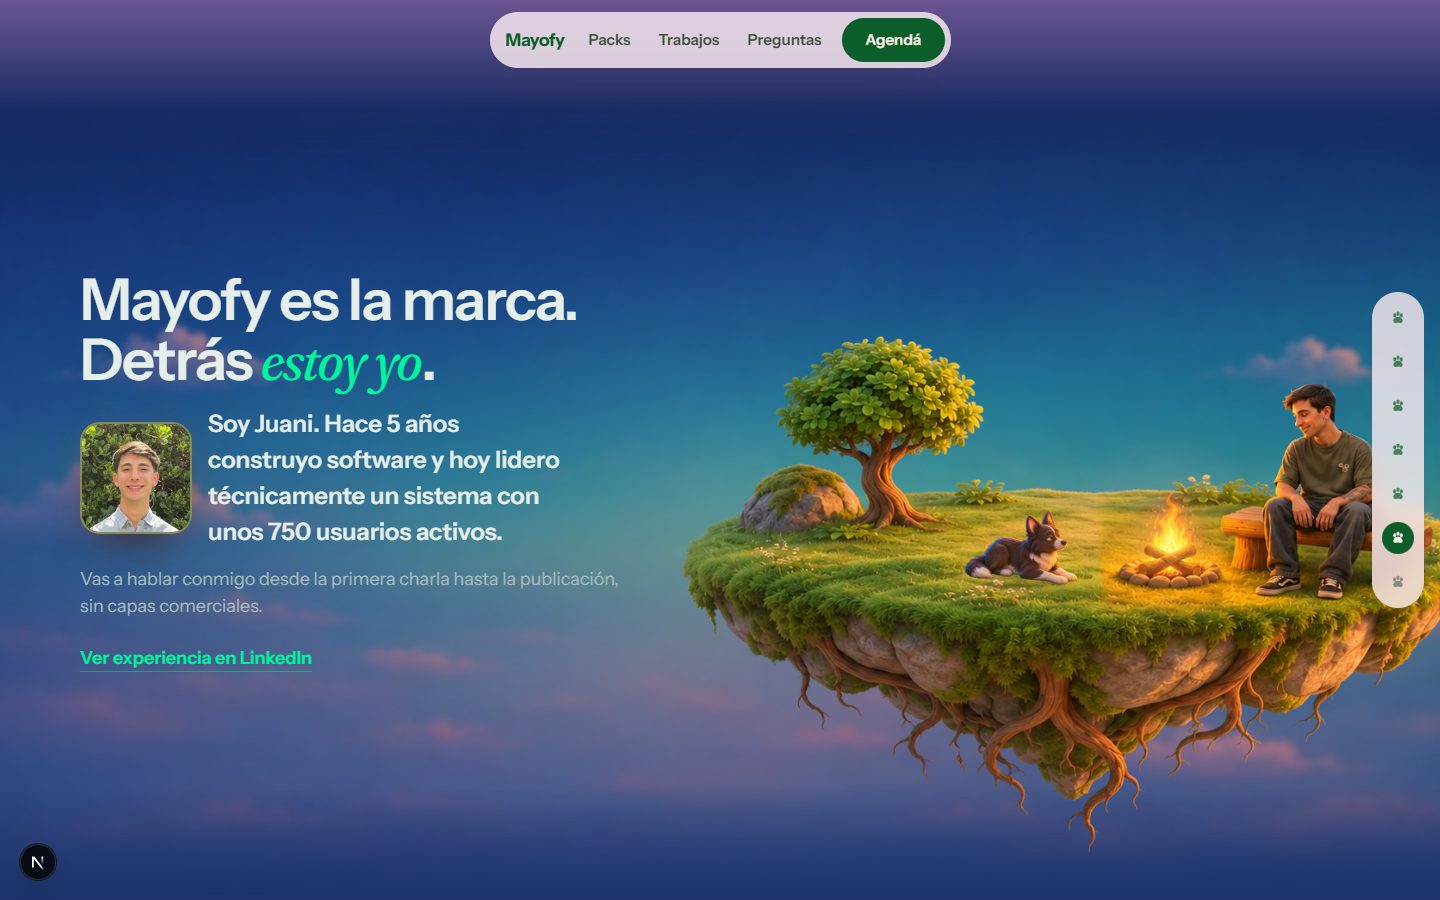 Mayofy Packs Trabajos Preguntas Agendá
Mayofy es la marca.
Detrás estoy yo.
Soy Juani. Hace 5 años
construyo software y hoy lidero
técnicamente un sistema con
unos 750 usuarios activos.
Vas a hablar conmigo desde la primera charla hasta la publicación,
sin capas comerciales.
Ver experiencia en LinkedIn
N